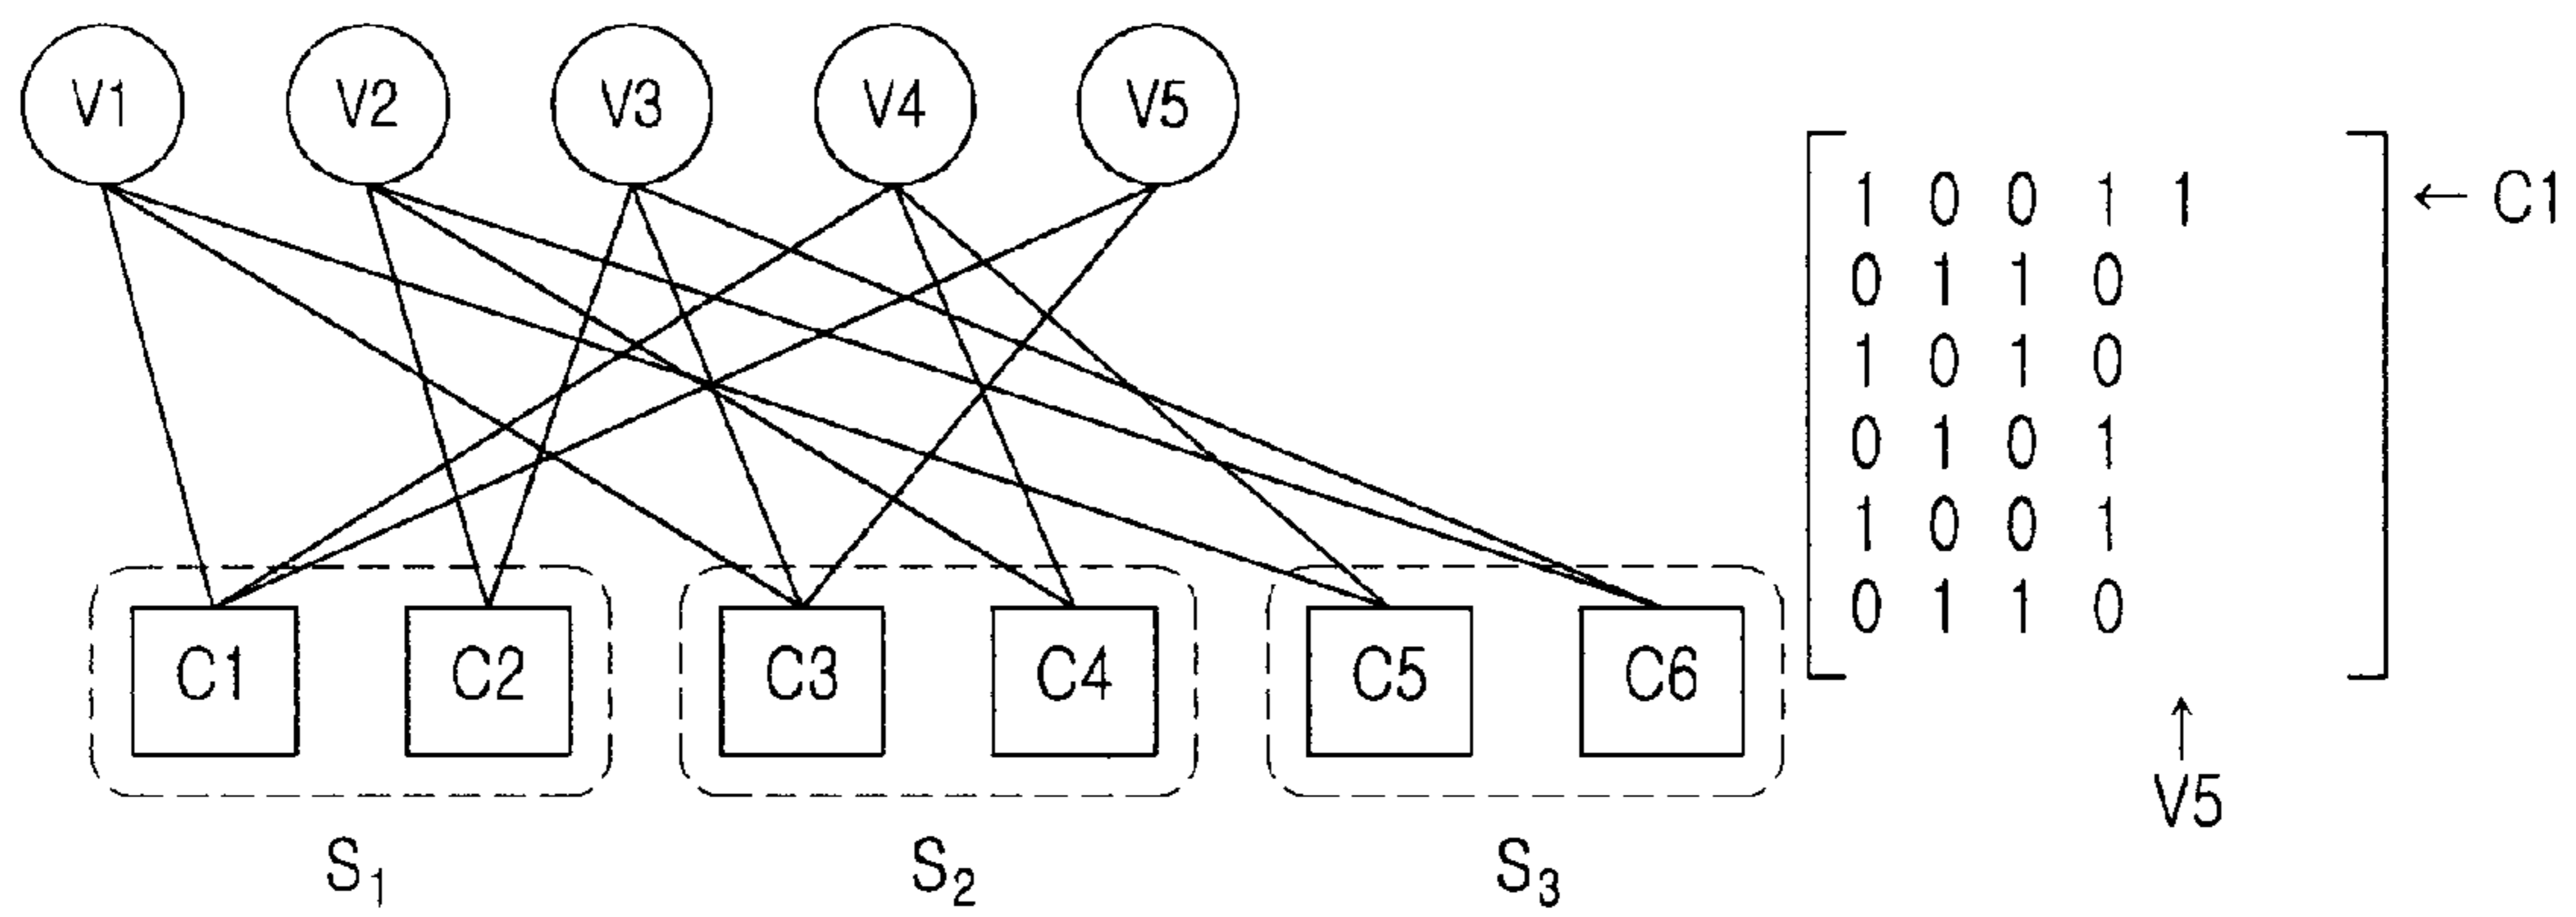 V1 V2 V3 V4 V5
1 0 0 1 1 ← C1
0 1 1 0
1 0 1 0
0 1 0 1
1 0 0 1
0 1 1 0
C1 C2 C3 C4 C5 C6
↑
V5
S₁ S₂ S₃